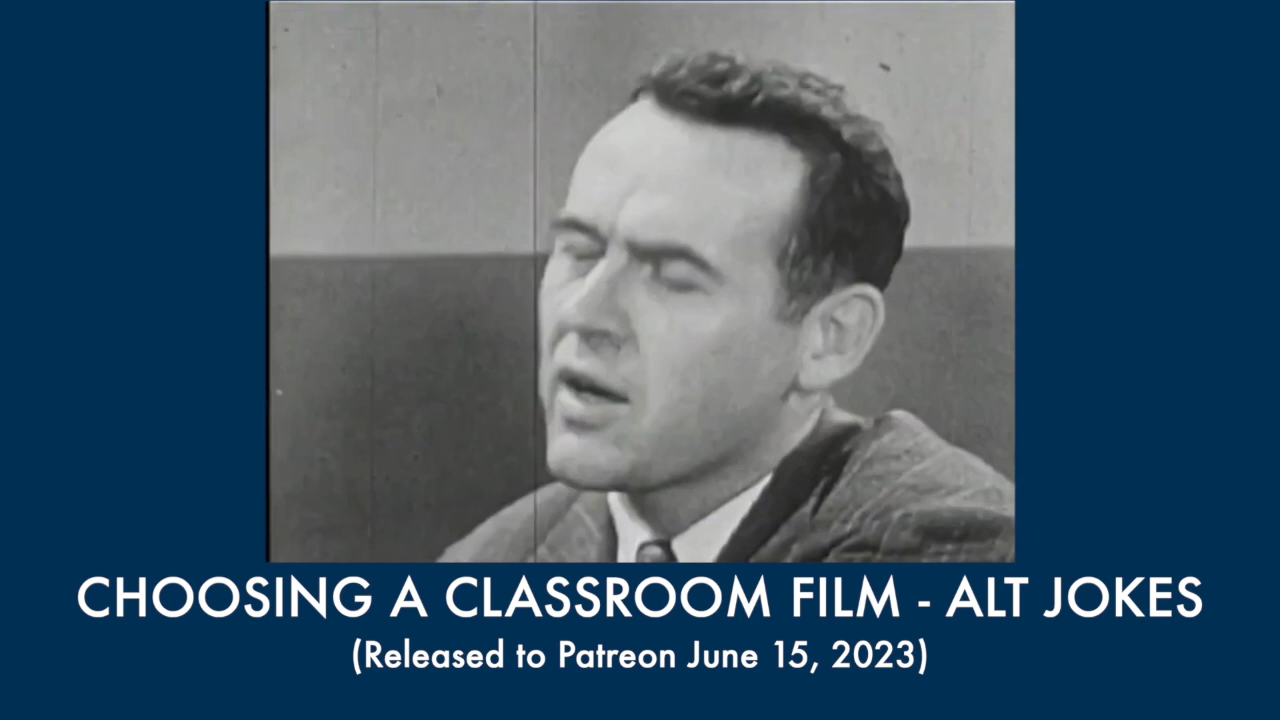 CHOOSING A CLASSROOM FILM - ALT JOKES
(Released to Patreon June 15, 2023)